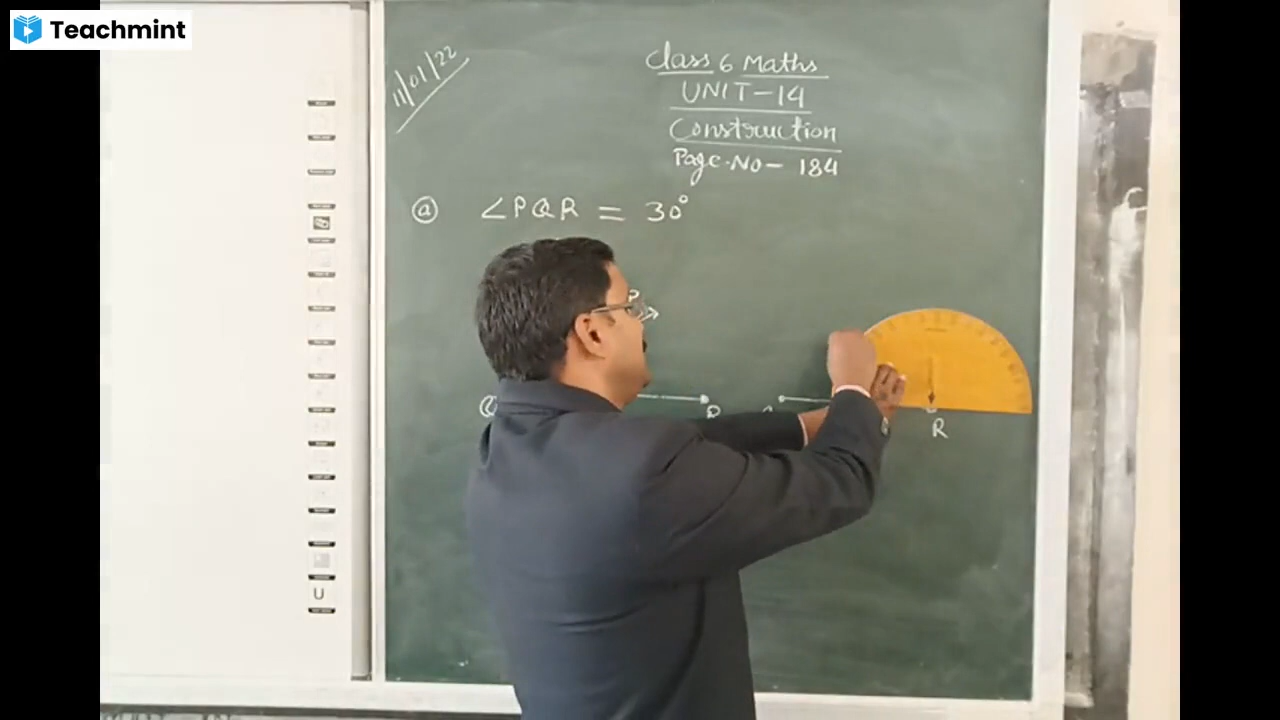 Teachmint
11/01/22
Class 6 Maths
UNIT-14
Construction
Page.No- 184
ⓐ ∠PQR = 30°
P
Q
R
R
U